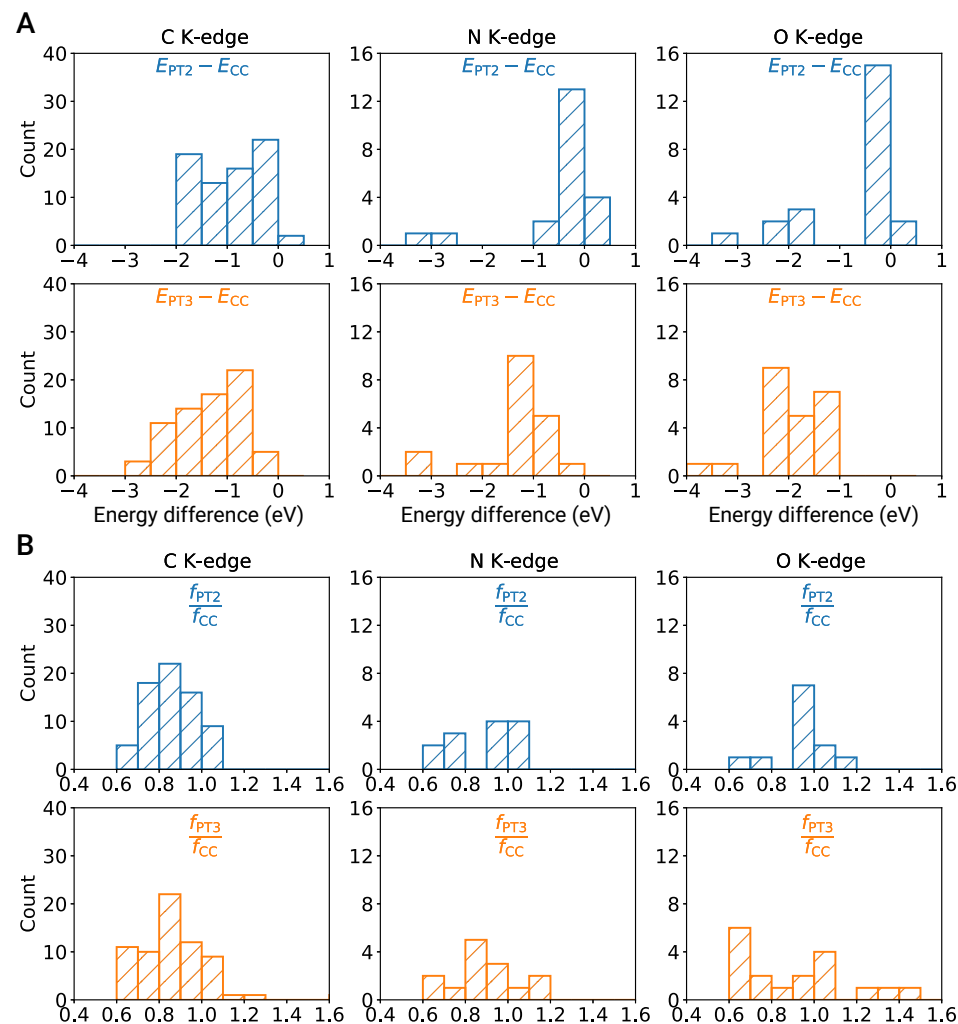 A
C K-edge N K-edge O K-edge
40 16 16
E_PT2 − E_CC E_PT2 − E_CC E_PT2 − E_CC
30 12 12
Count
20 8 8
10 4 4
0 0 0
−4 −3 −2 −1 0 1 −4 −3 −2 −1 0 1 −4 −3 −2 −1 0 1
40 16 16
E_PT3 − E_CC E_PT3 − E_CC E_PT3 − E_CC
30 12 12
Count
20 8 8
10 4 4
0 0 0
−4 −3 −2 −1 0 1 −4 −3 −2 −1 0 1 −4 −3 −2 −1 0 1
Energy difference (eV) Energy difference (eV) Energy difference (eV)
B
C K-edge N K-edge O K-edge
40 16 16
f_PT2 f_PT2 f_PT2
f_CC f_CC f_CC
30 12 12
Count
20 8 8
10 4 4
0 0 0
0.4 0.6 0.8 1.0 1.2 1.4 1.6 0.4 0.6 0.8 1.0 1.2 1.4 1.6 0.4 0.6 0.8 1.0 1.2 1.4 1.6
40 16 16
f_PT3 f_PT3 f_PT3
f_CC f_CC f_CC
30 12 12
Count
20 8 8
10 4 4
0 0 0
0.4 0.6 0.8 1.0 1.2 1.4 1.6 0.4 0.6 0.8 1.0 1.2 1.4 1.6 0.4 0.6 0.8 1.0 1.2 1.4 1.6